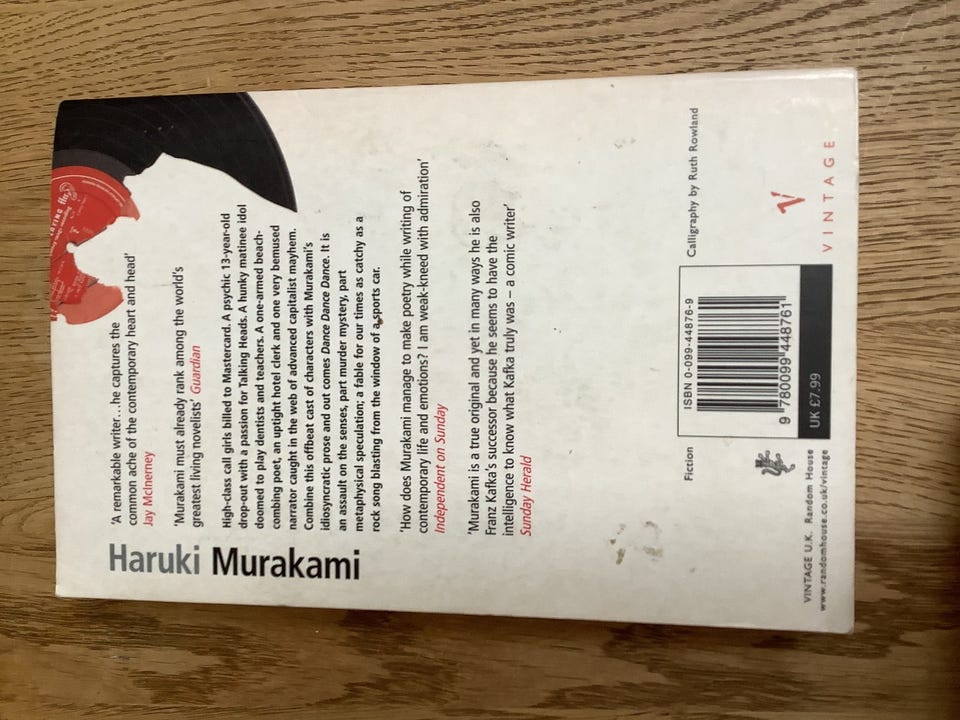 'A remarkable writer...he captures the
common ache of the contemporary heart and head'
Jay McInerney
'Murakami must already rank among the world's
greatest living novelists' Guardian
High-class call girls billed to Mastercard. A psychic 13-year-old
drop-out with a passion for Talking Heads. A hunky matinee idol
doomed to play dentists and teachers. A one-armed beach-
combing poet, an uptight hotel clerk and one very bemused
narrator caught in the web of advanced capitalist mayhem.
Combine this offbeat cast of characters with Murakami's
idiosyncratic prose and out comes Dance Dance Dance. It is
an assault on the senses, part murder mystery, part
metaphysical speculation; a fable for our times as catchy as a
rock song blasting from the window of a sports car.
Haruki Murakami
'How does Murakami manage to make poetry while writing of
contemporary life and emotions? I am weak-kneed with admiration'
Independent on Sunday
'Murakami is a true original and yet in many ways he is also
Franz Kafka's successor because he seems to have the
intelligence to know what Kafka truly was – a comic writer'
Sunday Herald
Fiction
ISBN 0-099-44876-9
Calligraphy by Ruth Rowland
9 780099 448761
UK £7.99
VINTAGE U.K. Random House
www.randomhouse.co.uk/vintage
V
VINTAGE